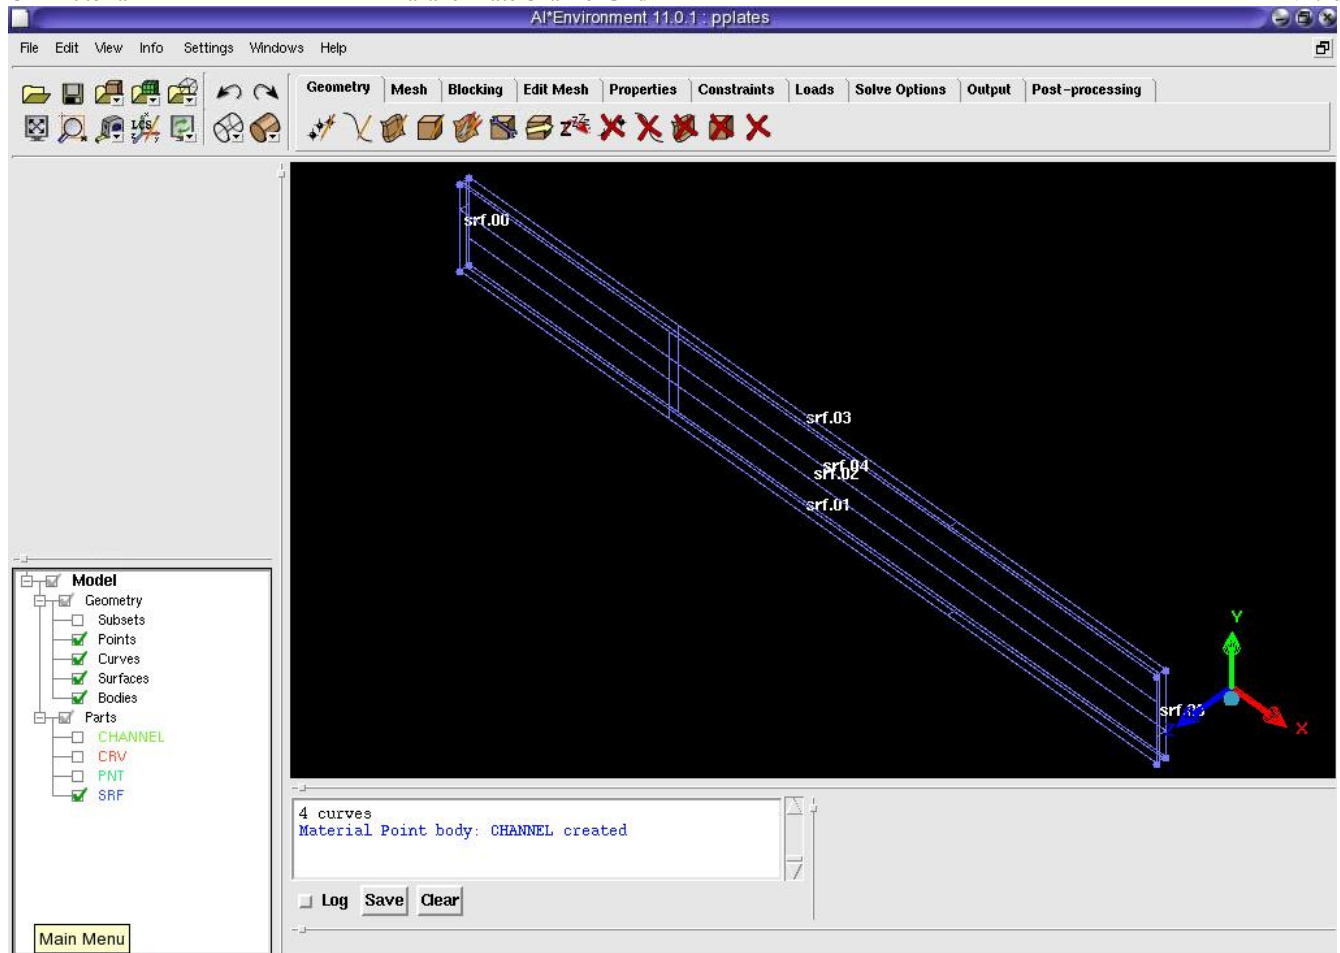 AI*Environment 11.0.1 : pplates
File Edit View Info Settings Windows Help
Geometry Mesh Blocking Edit Mesh Properties Constraints Loads Solve Options Output Post-processing
LCS
srf.00
srf.03
srf.04
srf.02
srf.01
Y
srf.05
Z
X
Model
Geometry
Subsets
Points
Curves
Surfaces
Bodies
Parts
CHANNEL
CRV
PNT
SRF
4 curves
Material Point body: CHANNEL created
Log Save Clear
Main Menu